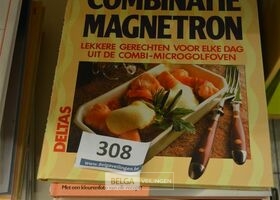 COMBINATIE
MAGNETRON
LEKKERE GERECHTEN VOOR ELKE DAG
UIT DE COMBI-MICROGOLFOVEN
DELTAS
308
www.belgaveilingen.be
BELGA VEILINGEN
Met een kleurenfoto